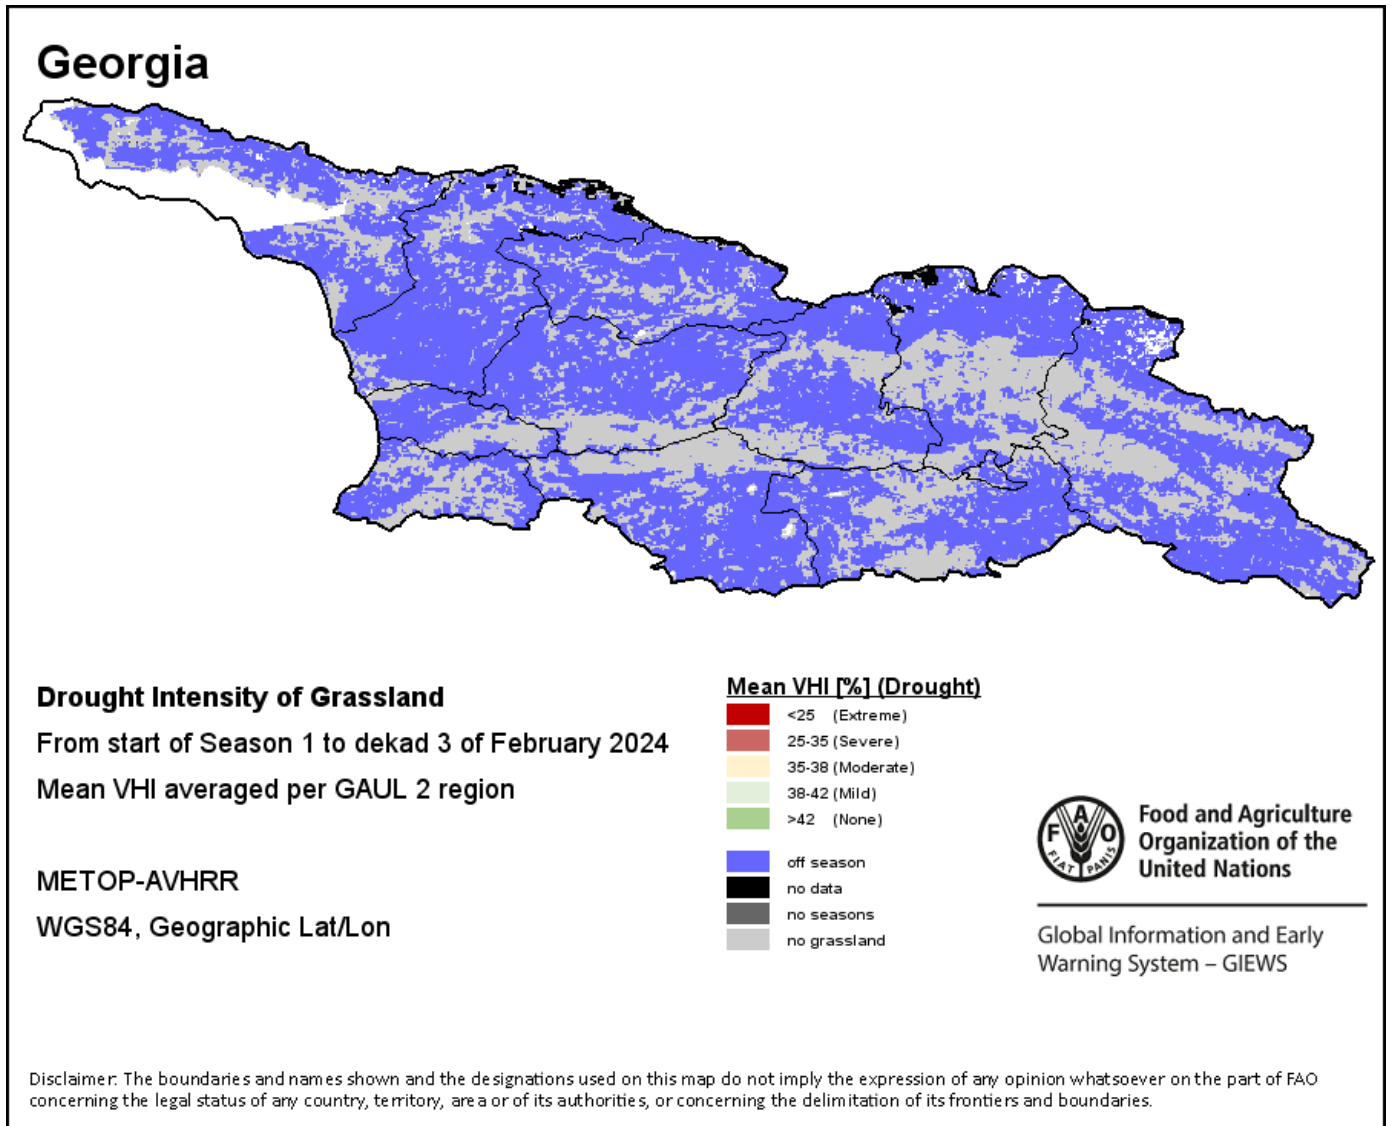 Georgia
Drought Intensity of Grassland
From start of Season 1 to dekad 3 of February 2024
Mean VHI averaged per GAUL 2 region
METOP-AVHRR
WGS84, Geographic Lat/Lon
Mean VHI [%] (Drought)
<25 (Extreme)
25-35 (Severe)
35-38 (Moderate)
38-42 (Mild)
>42 (None)
off season
no data
no seasons
no grassland
F A O
FIAT PANIS
Food and Agriculture
Organization of the
United Nations
Global Information and Early
Warning System – GIEWS
Disclaimer: The boundaries and names shown and the designations used on this map do not imply the expression of any opinion whatsoever on the part of FAO
concerning the legal status of any country, territory, area or of its authorities, or concerning the delimitation of its frontiers and boundaries.